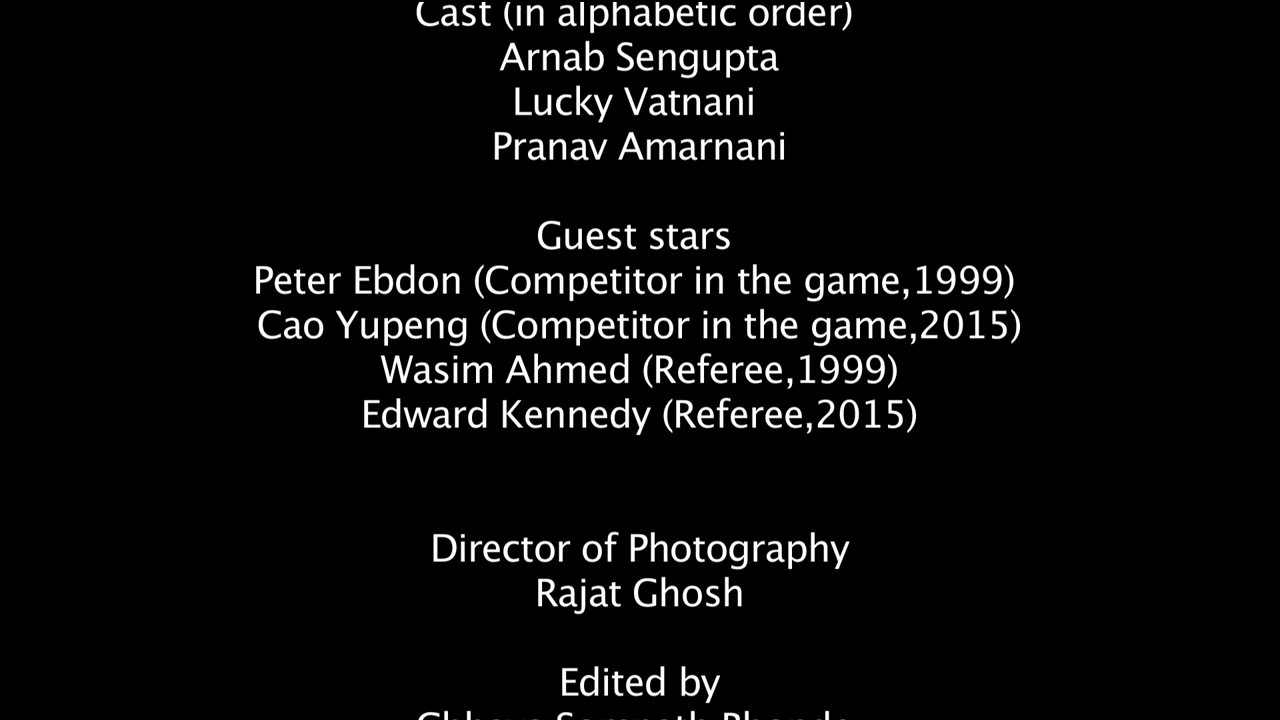 Cast (in alphabetic order)
Arnab Sengupta
Lucky Vatnani
Pranav Amarnani
Guest stars
Peter Ebdon (Competitor in the game,1999)
Cao Yupeng (Competitor in the game,2015)
Wasim Ahmed (Referee,1999)
Edward Kennedy (Referee,2015)
Director of Photography
Rajat Ghosh
Edited by